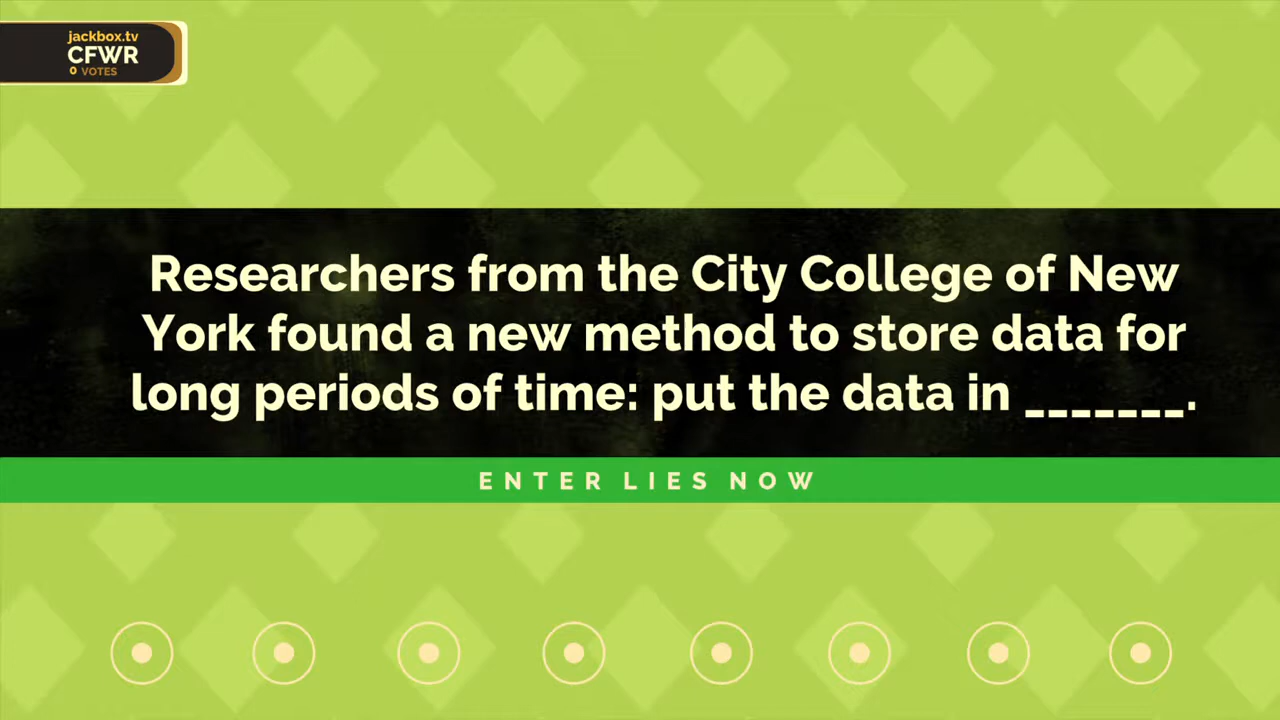 jackbox.tv
CFWR
0 VOTES
Researchers from the City College of New
York found a new method to store data for
long periods of time: put the data in _______.
ENTER LIES NOW